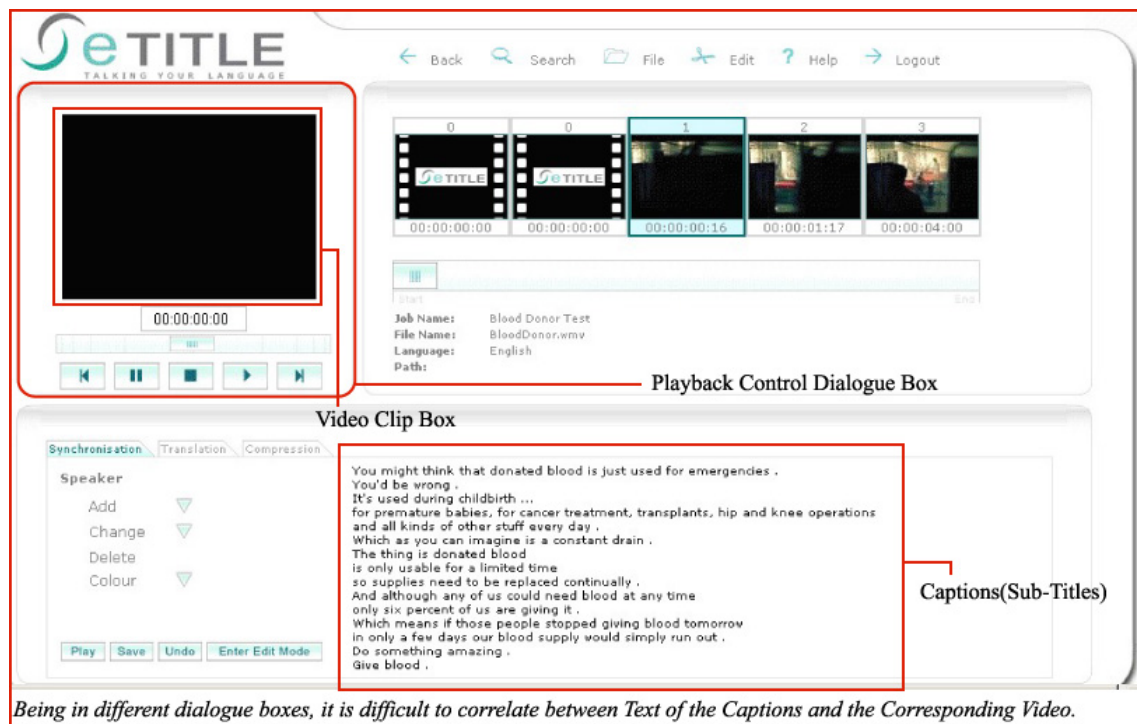 eTITLE
TALKING YOUR LANGUAGE
Back Search File Edit ? Help Logout
0 0 1 2 3
eTITLE eTITLE
00:00:00:00 00:00:00:00 00:00:00:16 00:00:01:17 00:00:04:00
00:00:00:00
Start End
Job Name: Blood Donor Test
File Name: BloodDonor.wmv
Language: English
Path:
Playback Control Dialogue Box
Video Clip Box
Synchronisation Translation Compression
Speaker
Add
Change
Delete
Colour
Play Save Undo Enter Edit Mode
You might think that donated blood is just used for emergencies .
You'd be wrong .
It's used during childbirth ...
for premature babies, for cancer treatment, transplants, hip and knee operations
and all kinds of other stuff every day .
Which as you can imagine is a constant drain .
The thing is donated blood
is only usable for a limited time
so supplies need to be replaced continually .
And although any of us could need blood at any time
only six percent of us are giving it .
Which means if those people stopped giving blood tomorrow
in only a few days our blood supply would simply run out .
Do something amazing .
Give blood .
Captions(Sub-Titles)
Being in different dialogue boxes, it is difficult to correlate between Text of the Captions and the Corresponding Video.